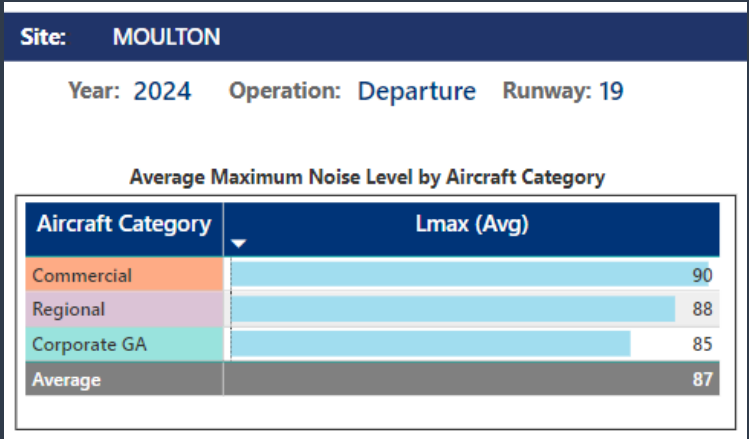 Site: MOULTON
Year: 2024 Operation: Departure Runway: 19
Average Maximum Noise Level by Aircraft Category
Aircraft Category Lmax (Avg)
Commercial 90
Regional 88
Corporate GA 85
Average 87